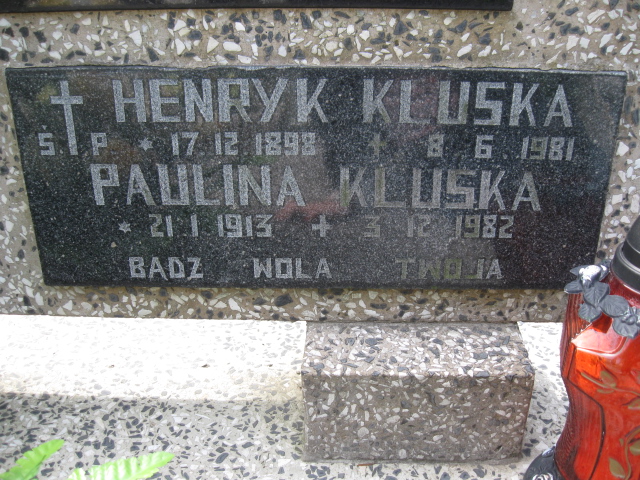 HENRYK KLUSKA
Ś.P. * 17.12.1898 + 8.6.1981
PAULINA KLUSKA
* 21.1.1913 + 3.12.1982
BĄDŹ WOLA TWOJA